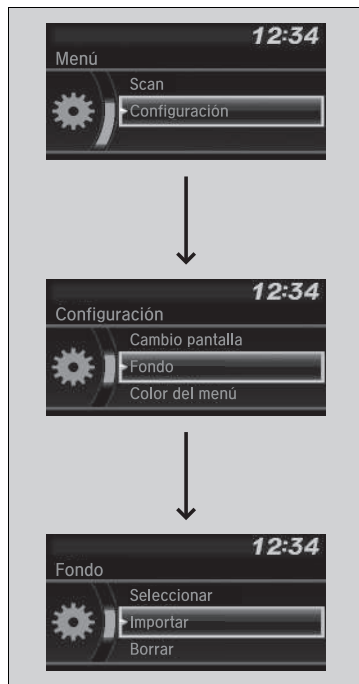 12:34
Menú
Scan
Configuración
12:34
Configuración
Cambio pantalla
Fondo
Color del menú
12:34
Fondo
Seleccionar
Importar
Borrar